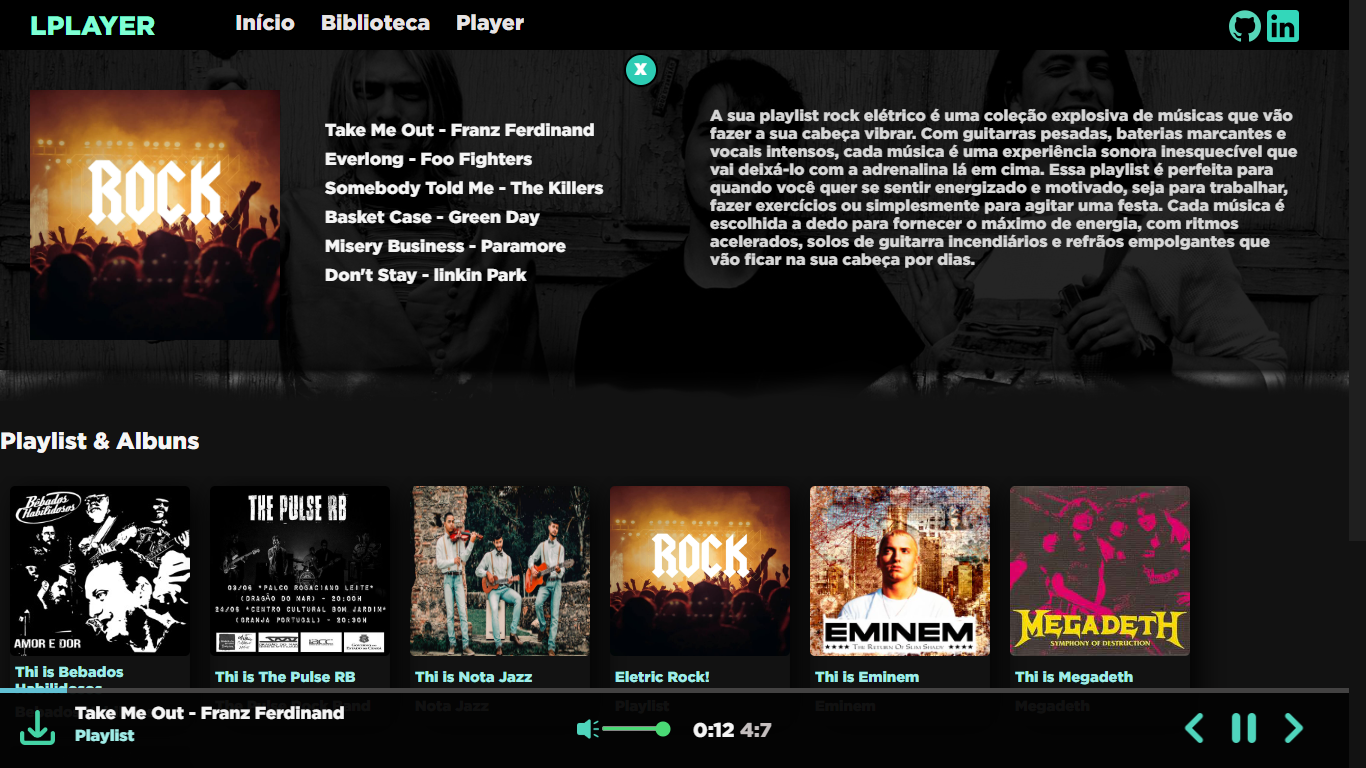 LPLAYER
Início Biblioteca Player
X
ROCK
Take Me Out - Franz Ferdinand
Everlong - Foo Fighters
Somebody Told Me - The Killers
Basket Case - Green Day
Misery Business - Paramore
Don't Stay - linkin Park
A sua playlist rock elétrico é uma coleção explosiva de músicas que vão
fazer a sua cabeça vibrar. Com guitarras pesadas, baterias marcantes e
vocais intensos, cada música é uma experiência sonora inesquecível que
vai deixá-lo com a adrenalina lá em cima. Essa playlist é perfeita para
quando você quer se sentir energizado e motivado, seja para trabalhar,
fazer exercícios ou simplesmente para agitar uma festa. Cada música é
escolhida a dedo para fornecer o máximo de energia, com ritmos
acelerados, solos de guitarra incendiários e refrãos empolgantes que
vão ficar na sua cabeça por dias.
Playlist & Albuns
Bêbados
Habilidosos
AMOR E DOR
Thi is Bebados
Habilidosos
THE PULSE RB
03/06 *PALCO ROGACIANO LEITE*
(DRAGÃO DO MAR) - 20:00H
24/06 *CENTRO CULTURAL BOM JARDIM*
(GRANJA PORTUGAL) - 20:30H
Thi is The Pulse RB
The Pulse Rock Band
Thi is Nota Jazz
Nota Jazz
ROCK
Eletric Rock!
Playlist
EMINEM
THE RETURN OF SLIM SHADY
Thi is Eminem
Eminem
MEGADETH
SYMPHONY OF DESTRUCTION
Thi is Megadeth
Megadeth
Take Me Out - Franz Ferdinand
Playlist
0:12 4:7